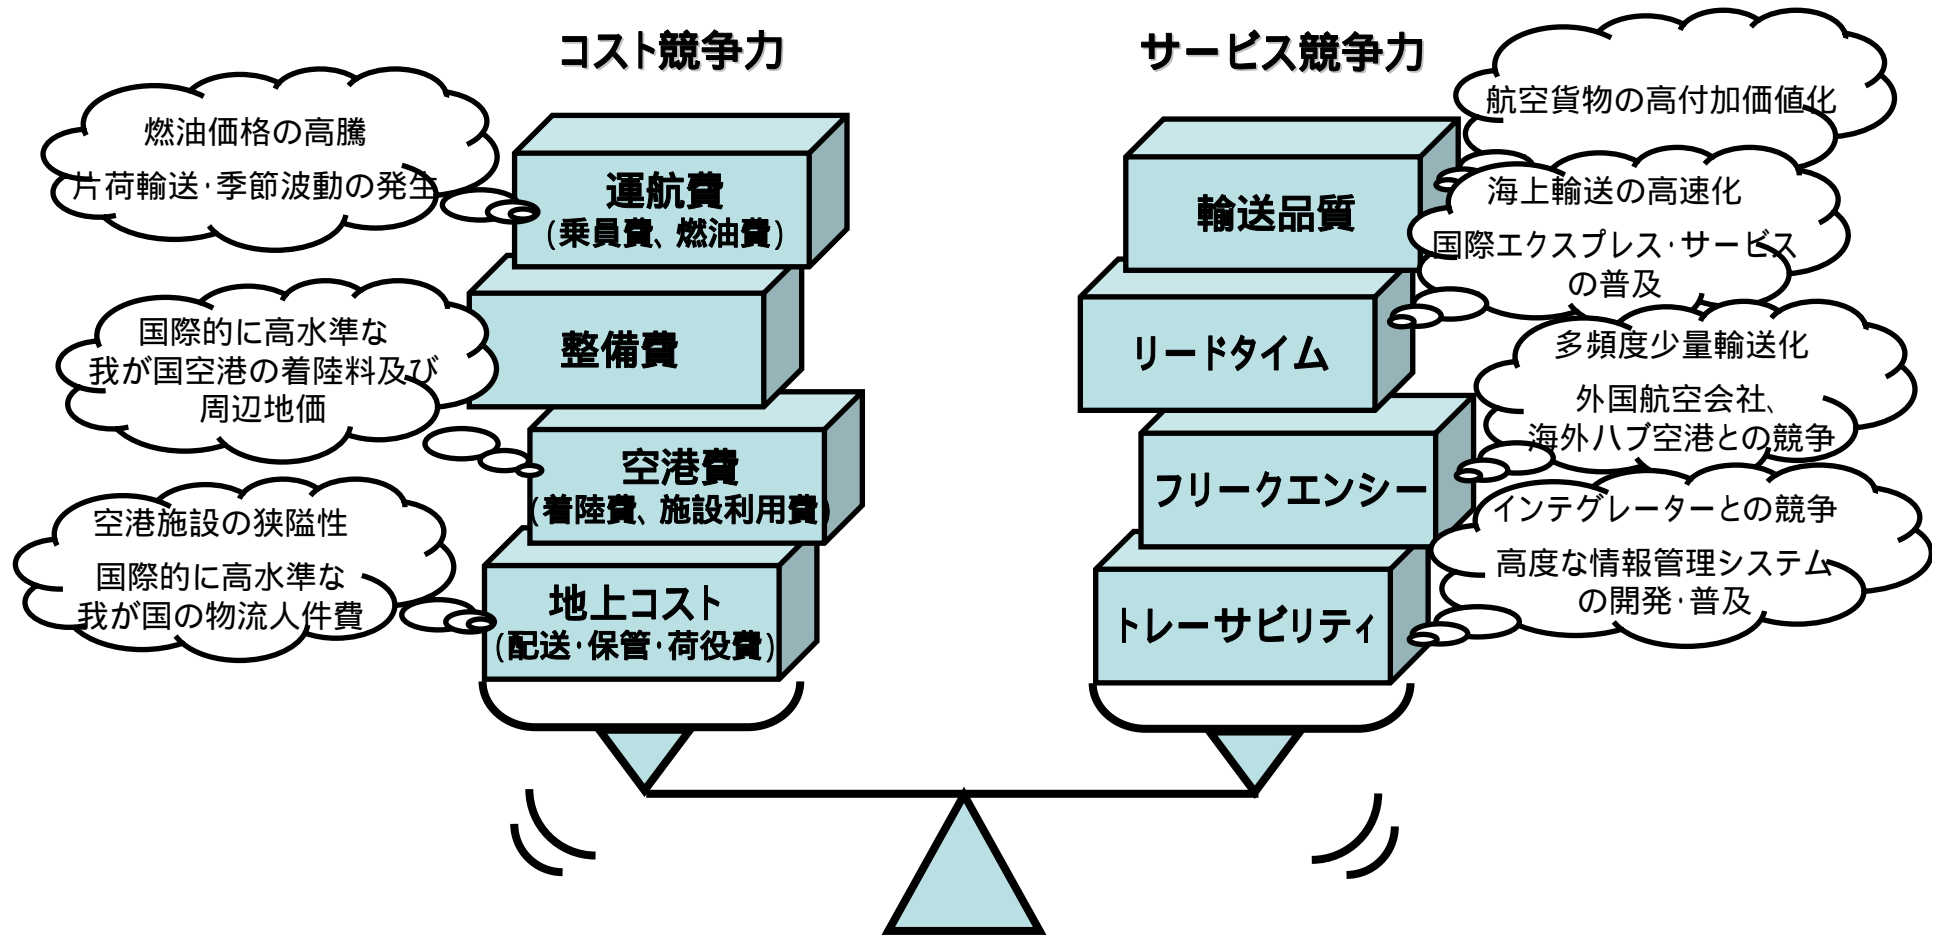 コスト競争力
燃油価格の高騰
片荷輸送・季節波動の発生
運航費
(乗員費、燃油費)
国際的に高水準な
我が国空港の着陸料及び
周辺地価
整備費
空港費
(着陸費、施設利用費)
空港施設の狭隘性
国際的に高水準な
我が国の物流人件費
地上コスト
(配送・保管・荷役費)
サービス競争力
輸送品質
航空貨物の高付加価値化
リードタイム
海上輸送の高速化
国際エクスプレス・サービス
の普及
フリークエンシー
多頻度少量輸送化
外国航空会社、
海外ハブ空港との競争
トレーサビリティ
インテグレーターとの競争
高度な情報管理システム
の開発・普及